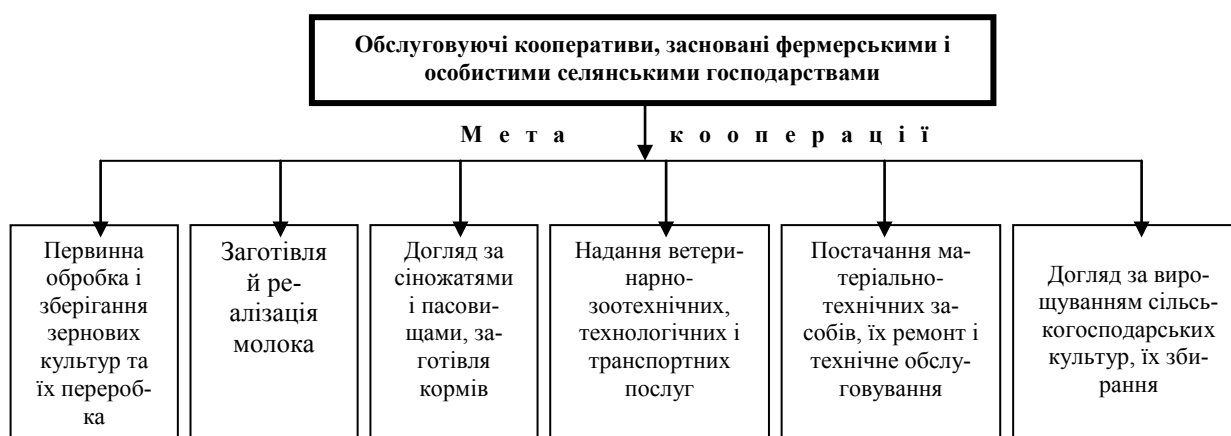 Обслуговуючі кооперативи, засновані фермерськими і
особистими селянськими господарствами
Мета кооперації
Первинна
обробка і
зберігання
зернових
культур та
їх перероб-
ка
Заготівля
й ре-
алізація
молока
Догляд за
сіножатями
і пасови-
щами, за-
готівля
кормів
Надання ветери-
нарно-
зоотехнічних,
технологічних і
транспортних
послуг
Постачання ма-
теріально-
технічних за-
собів, їх ремонт і
технічне обслу-
говування
Догляд за виро-
щуванням сільсь-
когосподарських
культур, їх зби-
рання